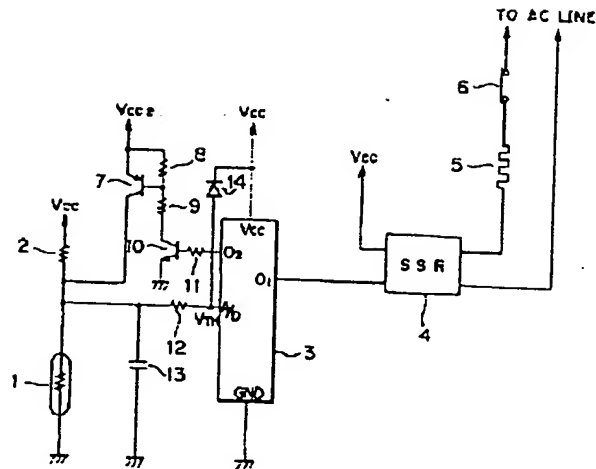 TO AC LINE
6
Vcc2
Vcc
8
Vcc
5
7
14
9
Vcc
Vcc
2
10
O2
SSR
11
O1
4
VTH
A/D
12
3
1
13
GND